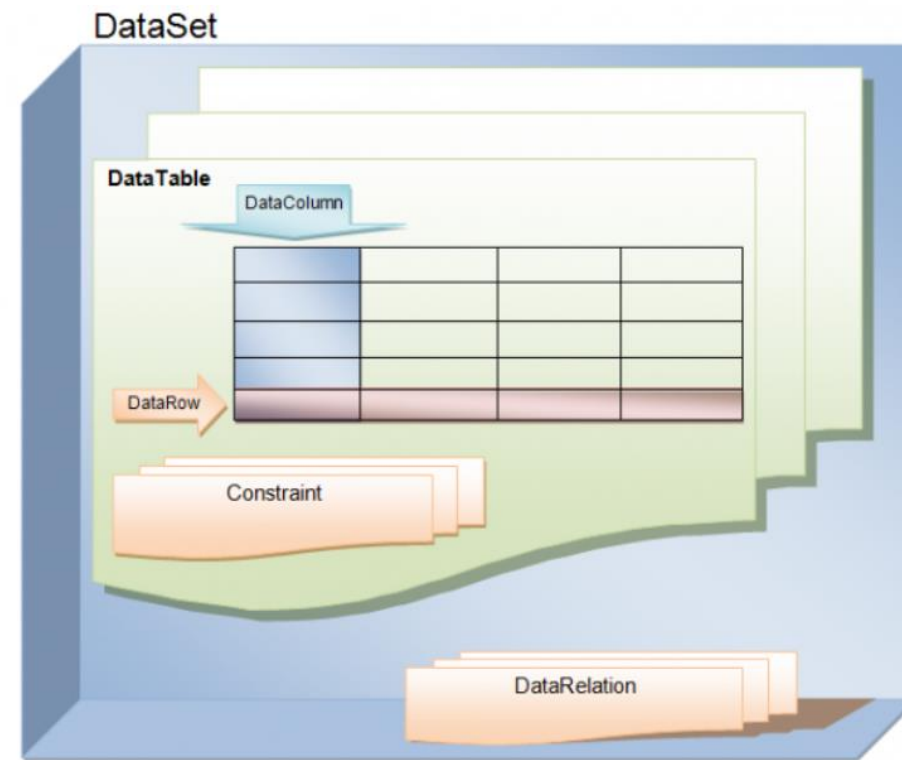 DataSet
DataTable
DataColumn
DataRow
Constraint
DataRelation